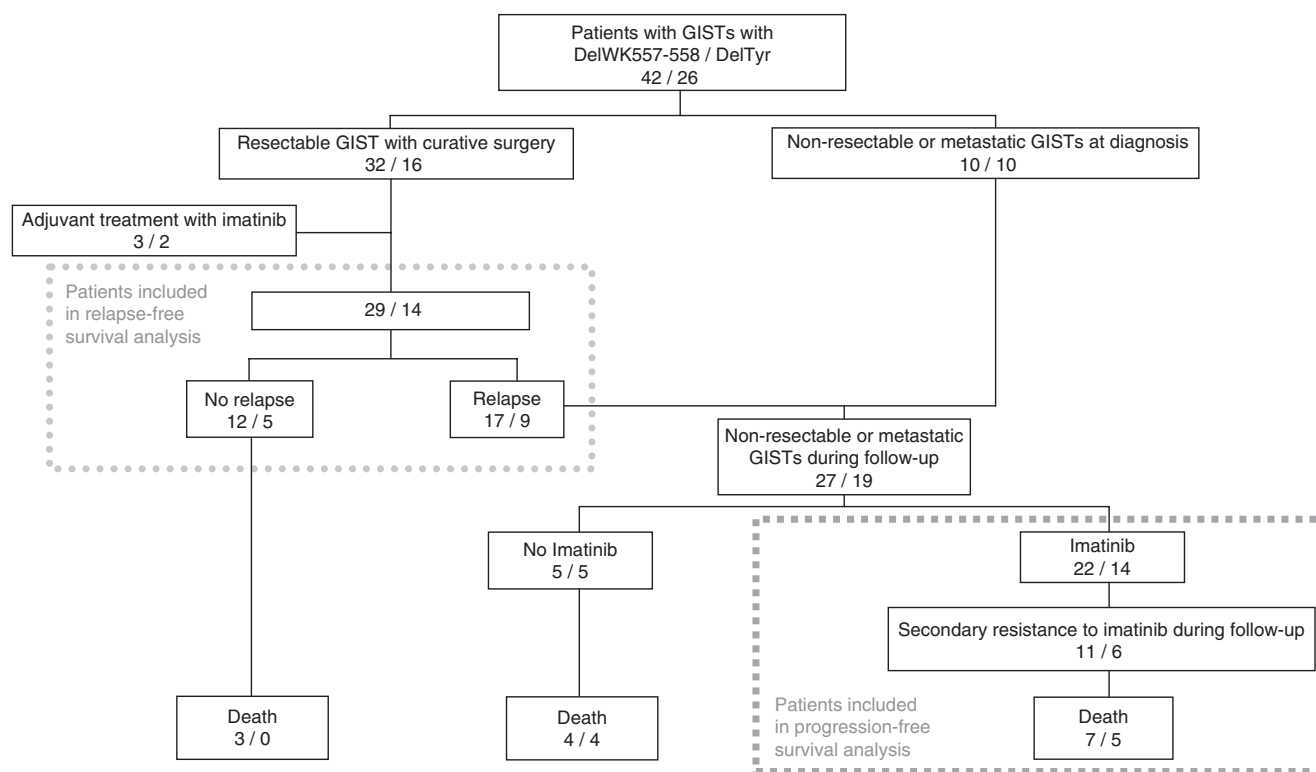 Patients with GISTs with
DelWK557-558 / DelTyr
42 / 26
Resectable GIST with curative surgery
32 / 16
Non-resectable or metastatic GISTs at diagnosis
10 / 10
Adjuvant treatment with imatinib
3 / 2
Patients included
in relapse-free
survival analysis
29 / 14
No relapse
12 / 5
Relapse
17 / 9
Non-resectable or metastatic
GISTs during follow-up
27 / 19
No Imatinib
5 / 5
Imatinib
22 / 14
Secondary resistance to imatinib during follow-up
11 / 6
Death
3 / 0
Death
4 / 4
Patients included
in progression-free
survival analysis
Death
7 / 5